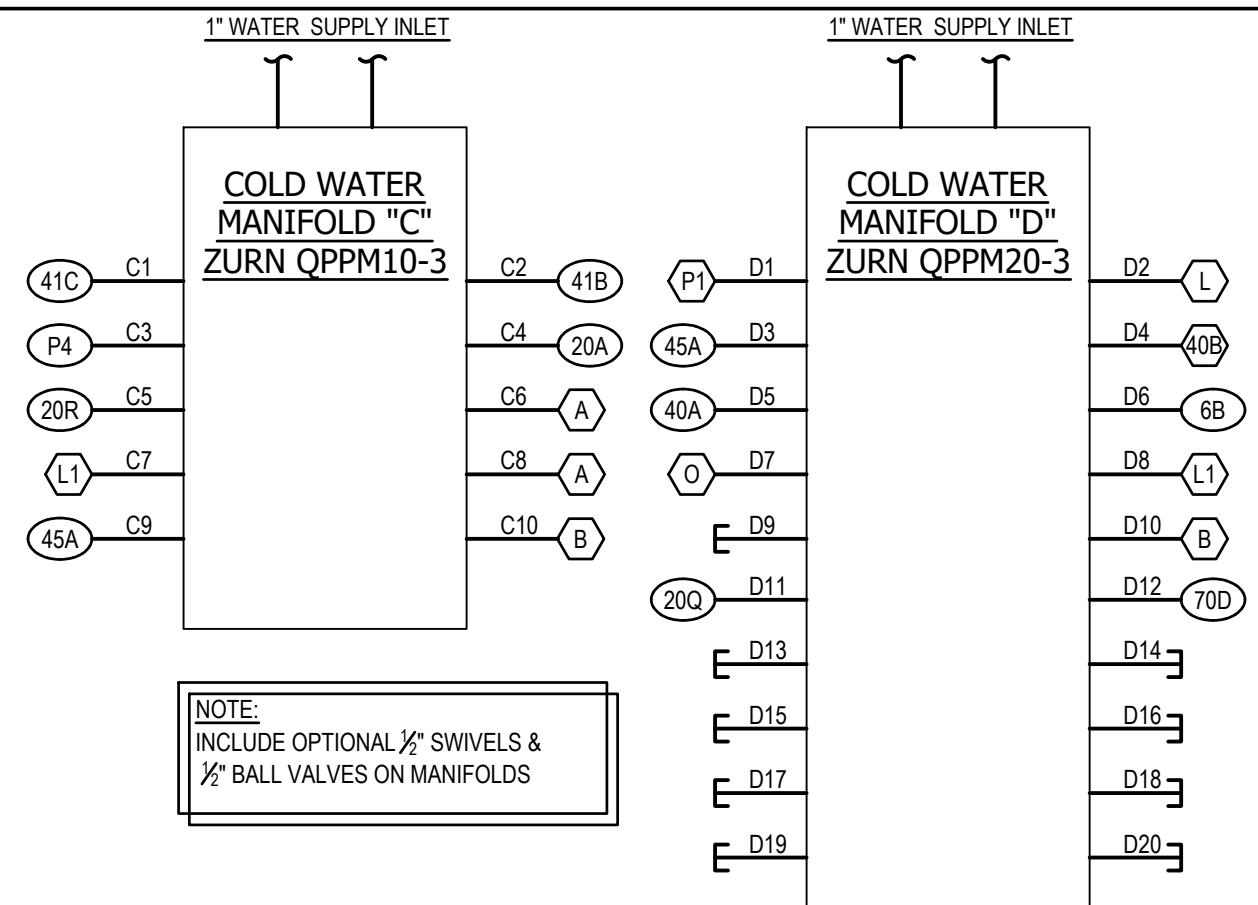 1" WATER SUPPLY INLET
COLD WATER
MANIFOLD "C"
ZURN QPPM10-3
41C C1 C2 41B
P4 C3 C4 20A
20R C5 C6 A
L1 C7 C8 A
45A C9 C10 B
NOTE:
INCLUDE OPTIONAL ½" SWIVELS &
½" BALL VALVES ON MANIFOLDS
1" WATER SUPPLY INLET
COLD WATER
MANIFOLD "D"
ZURN QPPM20-3
P1 D1 D2 L
45A D3 D4 40B
40A D5 D6 6B
O D7 D8 L1
D9 D10 B
20Q D11 D12 70D
D13 D14
D15 D16
D17 D18
D19 D20